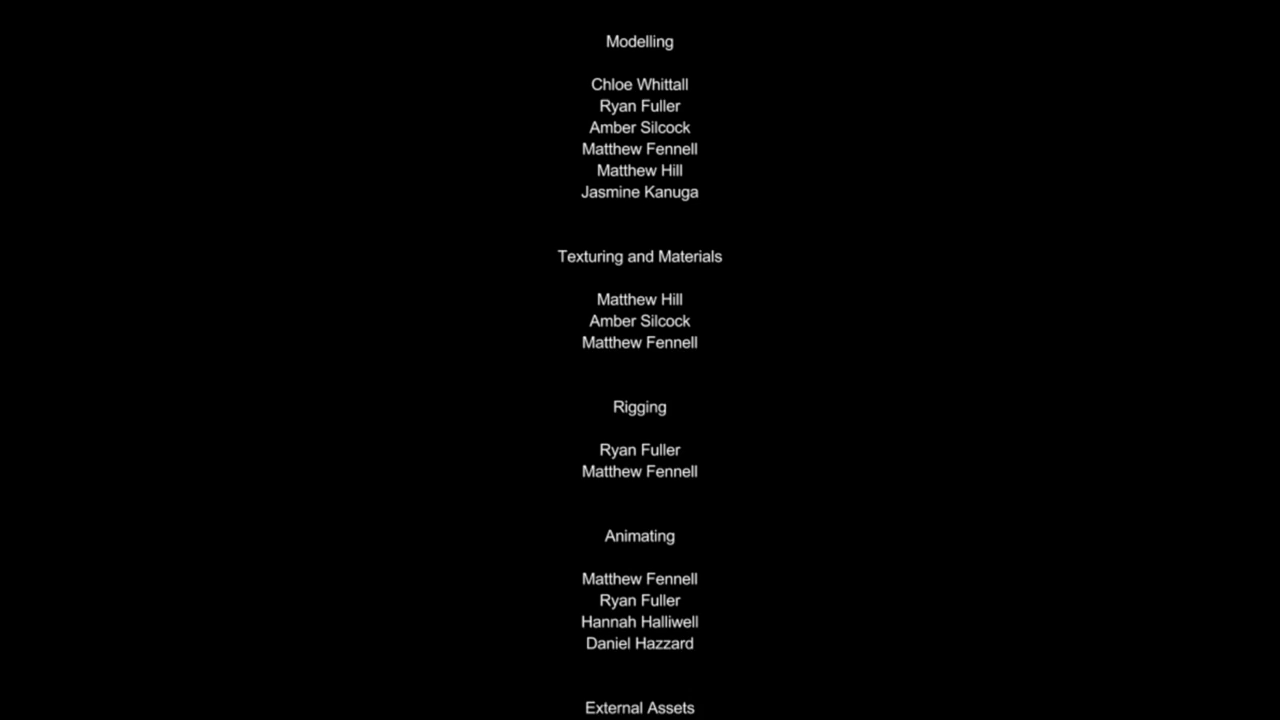 Modelling
Chloe Whittall
Ryan Fuller
Amber Silcock
Matthew Fennell
Matthew Hill
Jasmine Kanuga
Texturing and Materials
Matthew Hill
Amber Silcock
Matthew Fennell
Rigging
Ryan Fuller
Matthew Fennell
Animating
Matthew Fennell
Ryan Fuller
Hannah Halliwell
Daniel Hazzard
External Assets